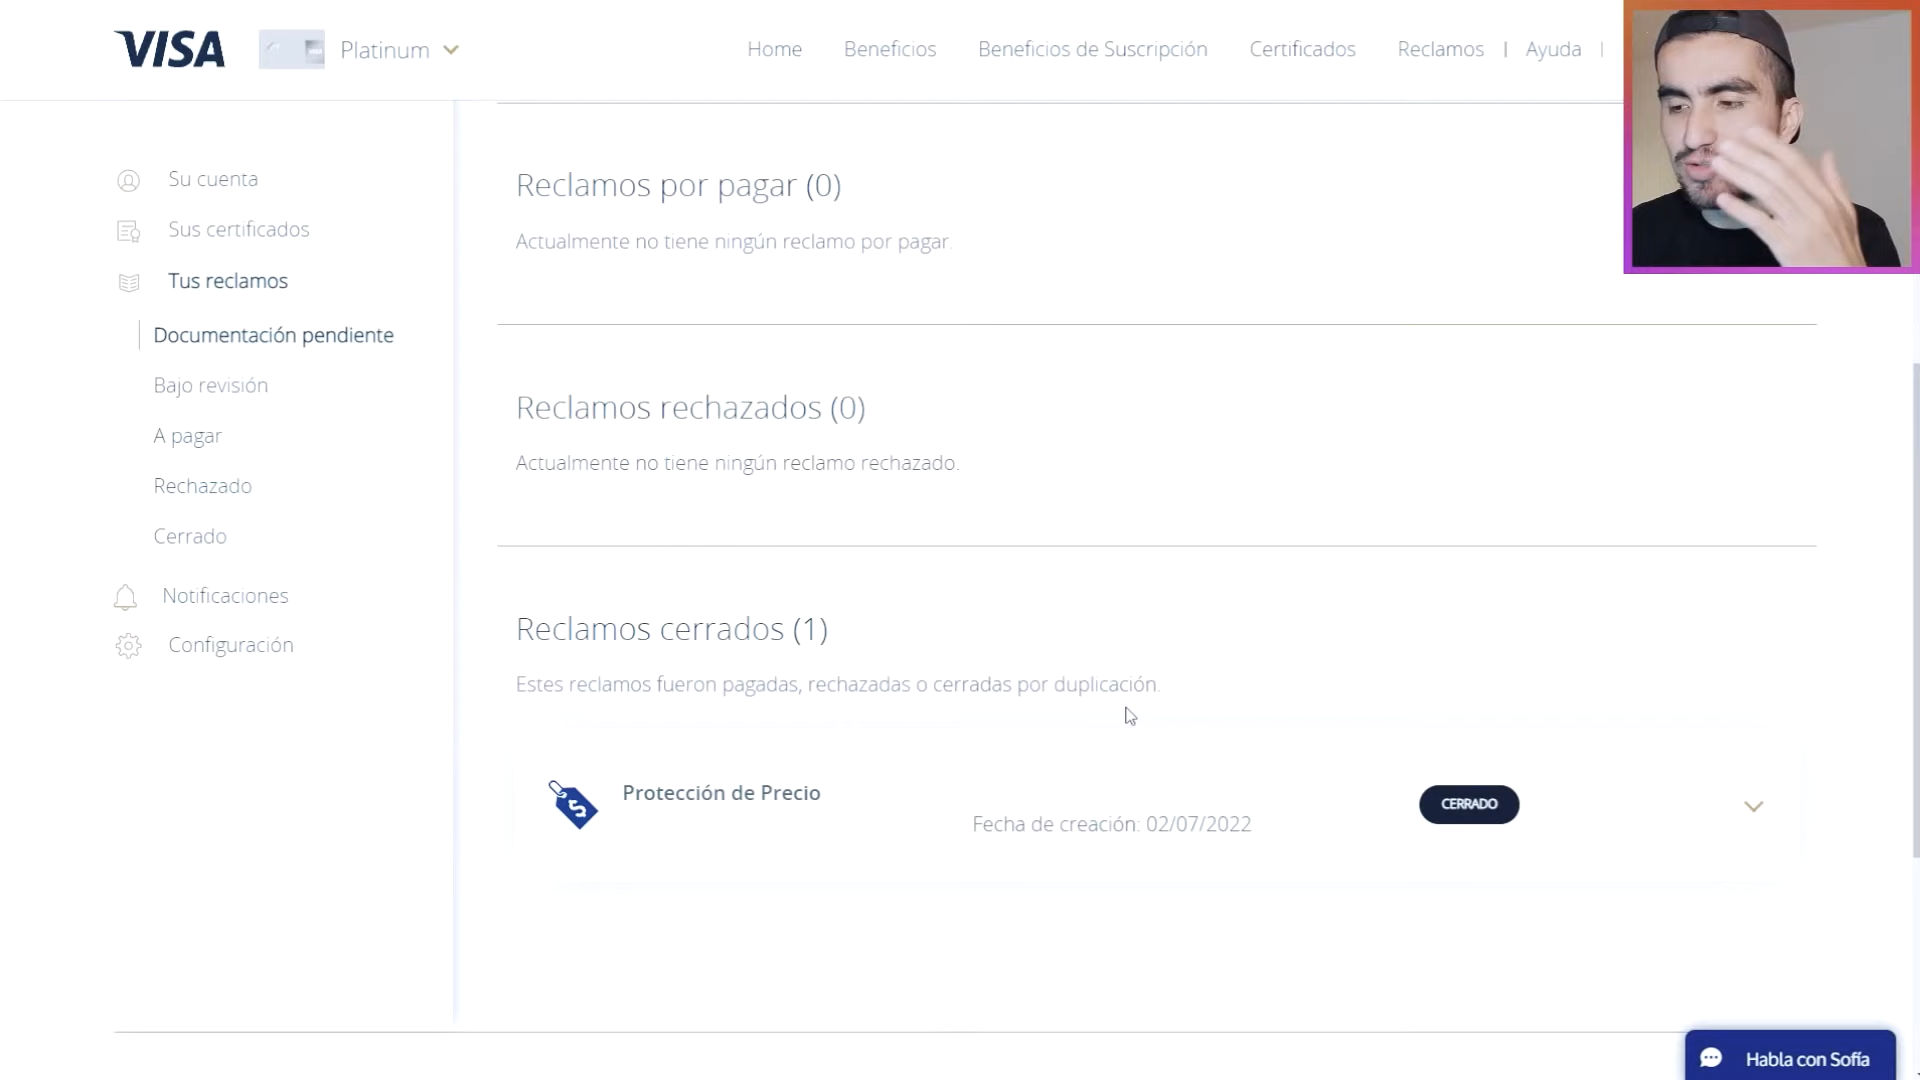 VISA
Platinum
Home
Beneficios
Beneficios de Suscripción
Certificados
Reclamos
Ayuda
Su cuenta
Sus certificados
Tus reclamos
Documentación pendiente
Bajo revisión
A pagar
Rechazado
Cerrado
Notificaciones
Configuración
Reclamos por pagar (0)
Actualmente no tiene ningún reclamo por pagar.
Reclamos rechazados (0)
Actualmente no tiene ningún reclamo rechazado.
Reclamos cerrados (1)
Estes reclamos fueron pagadas, rechazadas o cerradas por duplicación.
Protección de Precio
Fecha de creación: 02/07/2022
CERRADO
Habla con Sofía